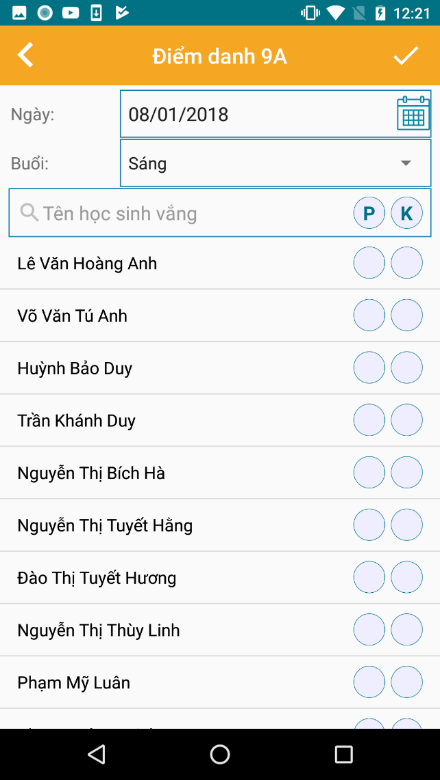 12:21
Điểm danh 9A
Ngày: 08/01/2018
Buổi: Sáng
Tên học sinh vắng P K
Lê Văn Hoàng Anh
Võ Văn Tú Anh
Huỳnh Bảo Duy
Trần Khánh Duy
Nguyễn Thị Bích Hà
Nguyễn Thị Tuyết Hằng
Đào Thị Tuyết Hương
Nguyễn Thị Thùy Linh
Phạm Mỹ Luân